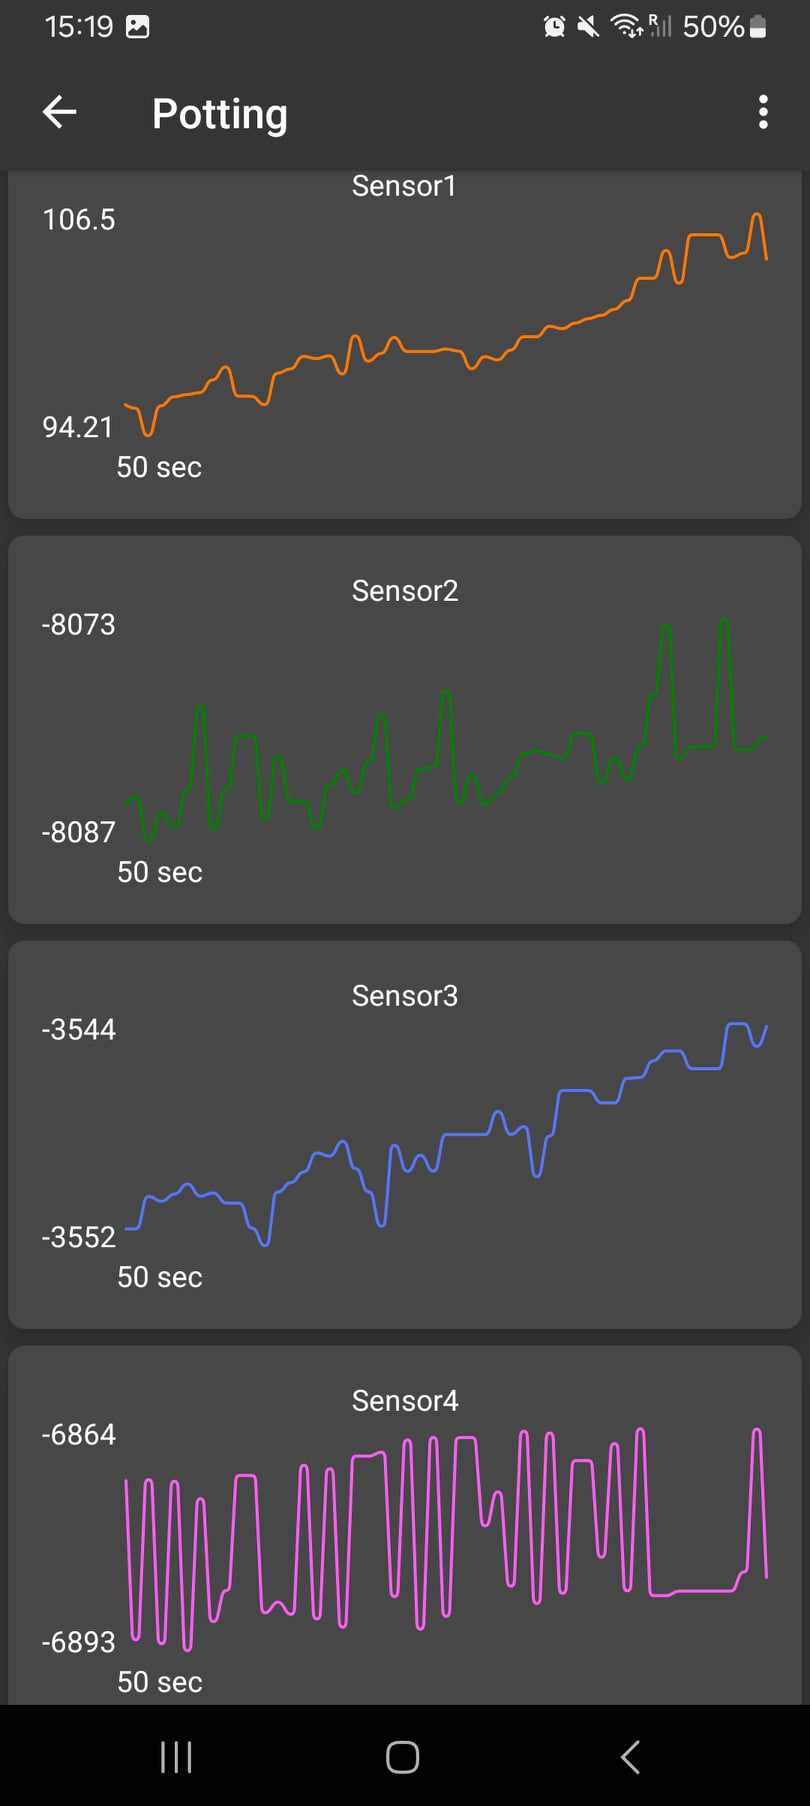 15:19 R 50%
Potting
Sensor1
106.5
94.21
50 sec
Sensor2
-8073
-8087
50 sec
Sensor3
-3544
-3552
50 sec
Sensor4
-6864
-6893
50 sec